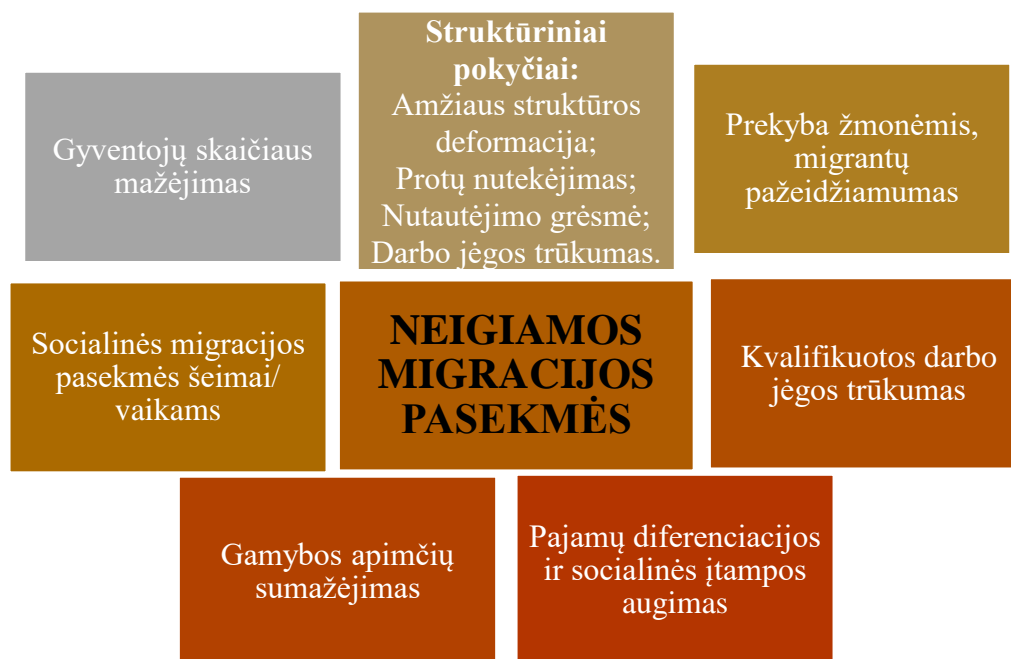 Struktūriniai
pokyčiai:
Amžiaus struktūros
deformacija;
Protų nutekėjimas;
Nutautėjimo grėsmė;
Darbo jėgos trūkumas.
Gyventojų skaičiaus
mažėjimas
Prekyba žmonėmis,
migrantų
pažeidžiamumas
Socialinės migracijos
pasekmės šeimai/
vaikams
NEIGIAMOS
MIGRACIJOS
PASEKMĖS
Kvalifikuotos darbo
jėgos trūkumas
Gamybos apimčių
sumažėjimas
Pajamų diferenciacijos
ir socialinės įtampos
augimas